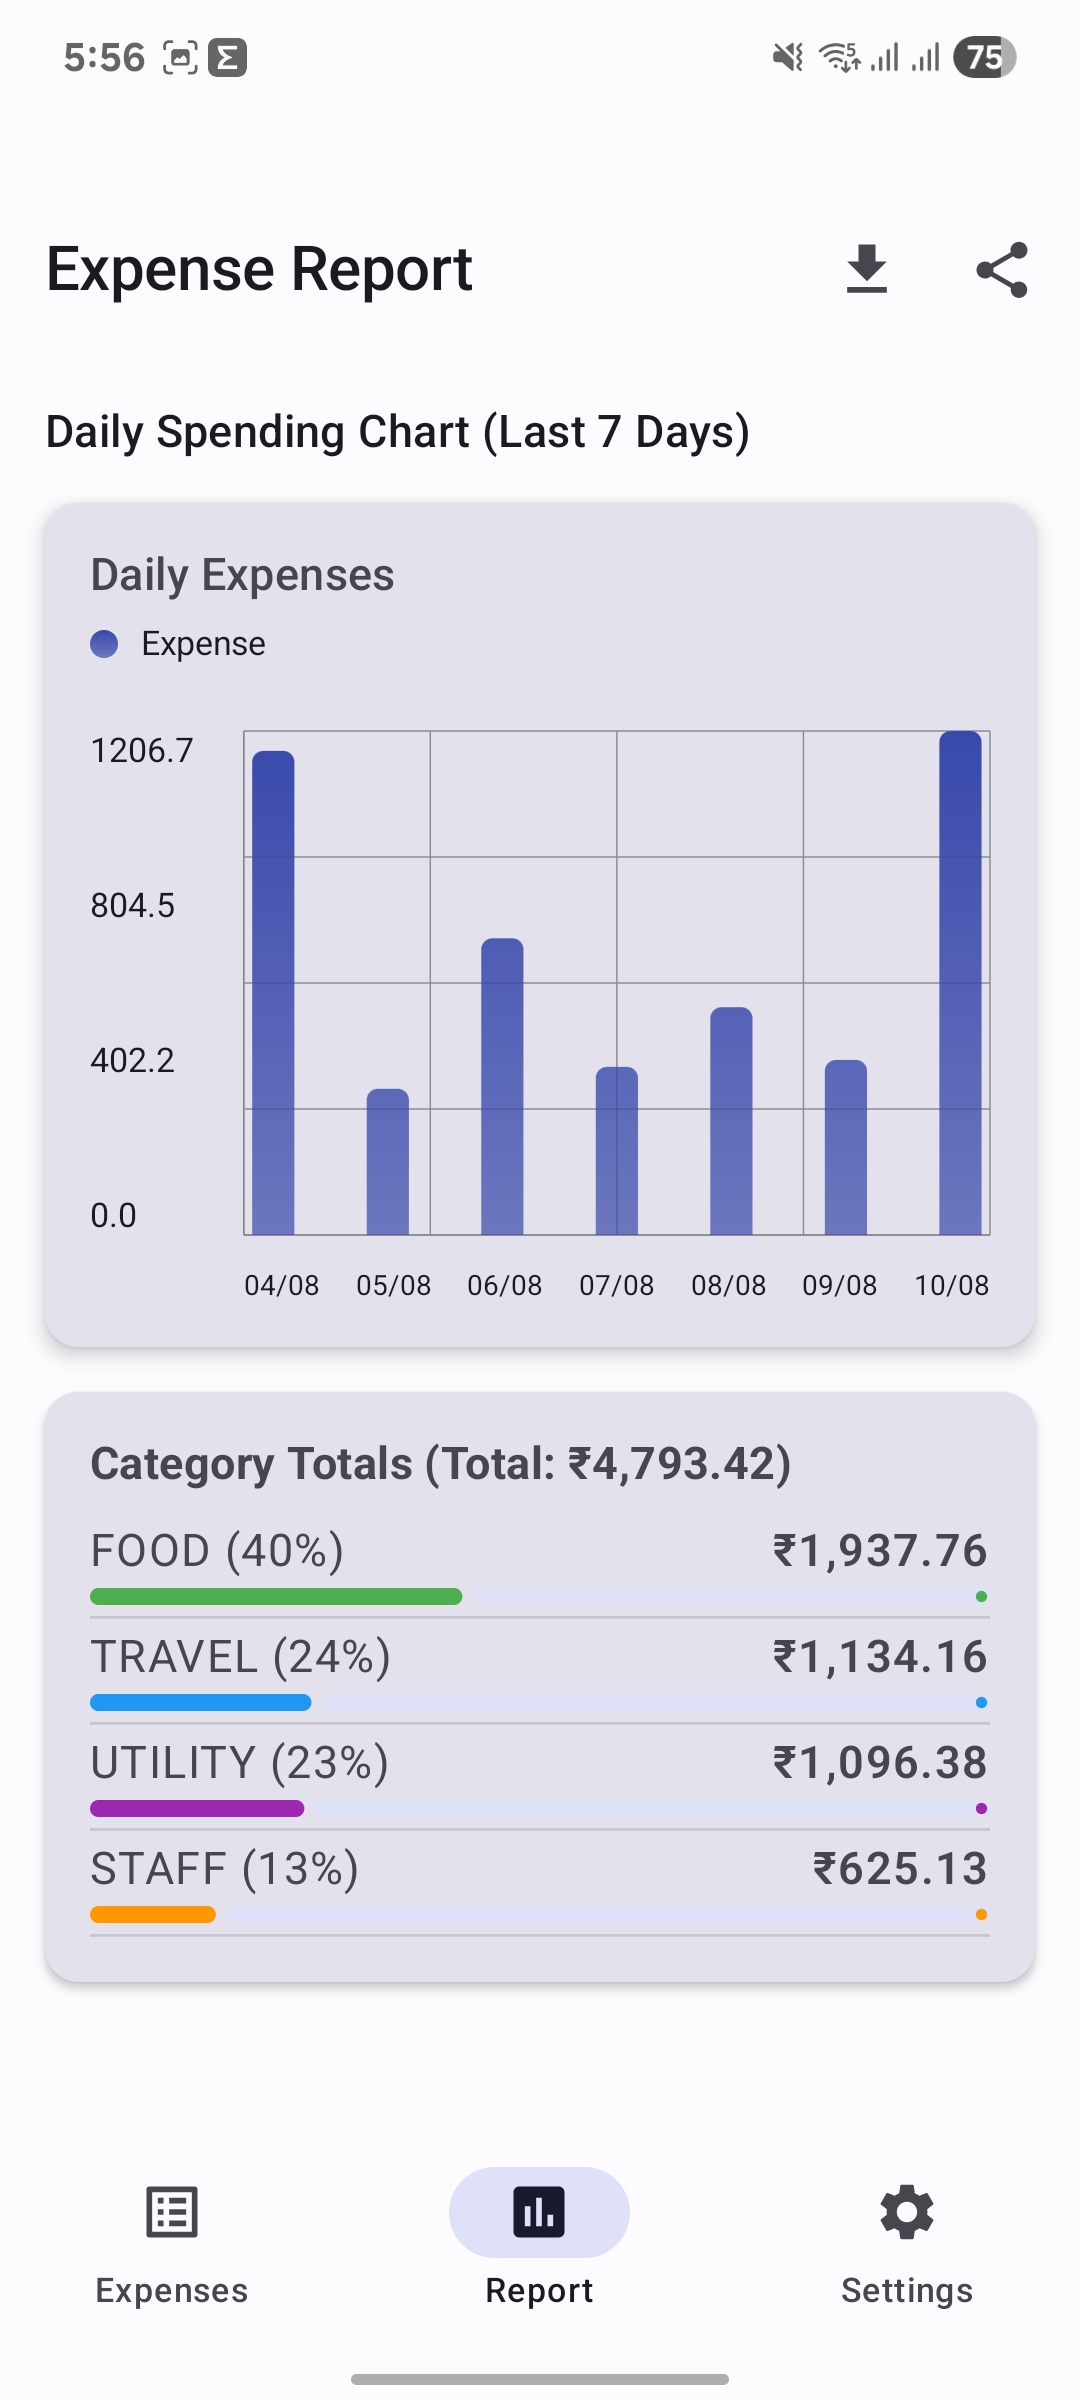 5:56
5
75
Expense Report
Daily Spending Chart (Last 7 Days)
Daily Expenses
Expense
1206.7
804.5
402.2
0.0
04/08 05/08 06/08 07/08 08/08 09/08 10/08
Category Totals (Total: ₹4,793.42)
FOOD (40%) ₹1,937.76
TRAVEL (24%) ₹1,134.16
UTILITY (23%) ₹1,096.38
STAFF (13%) ₹625.13
Expenses Report Settings